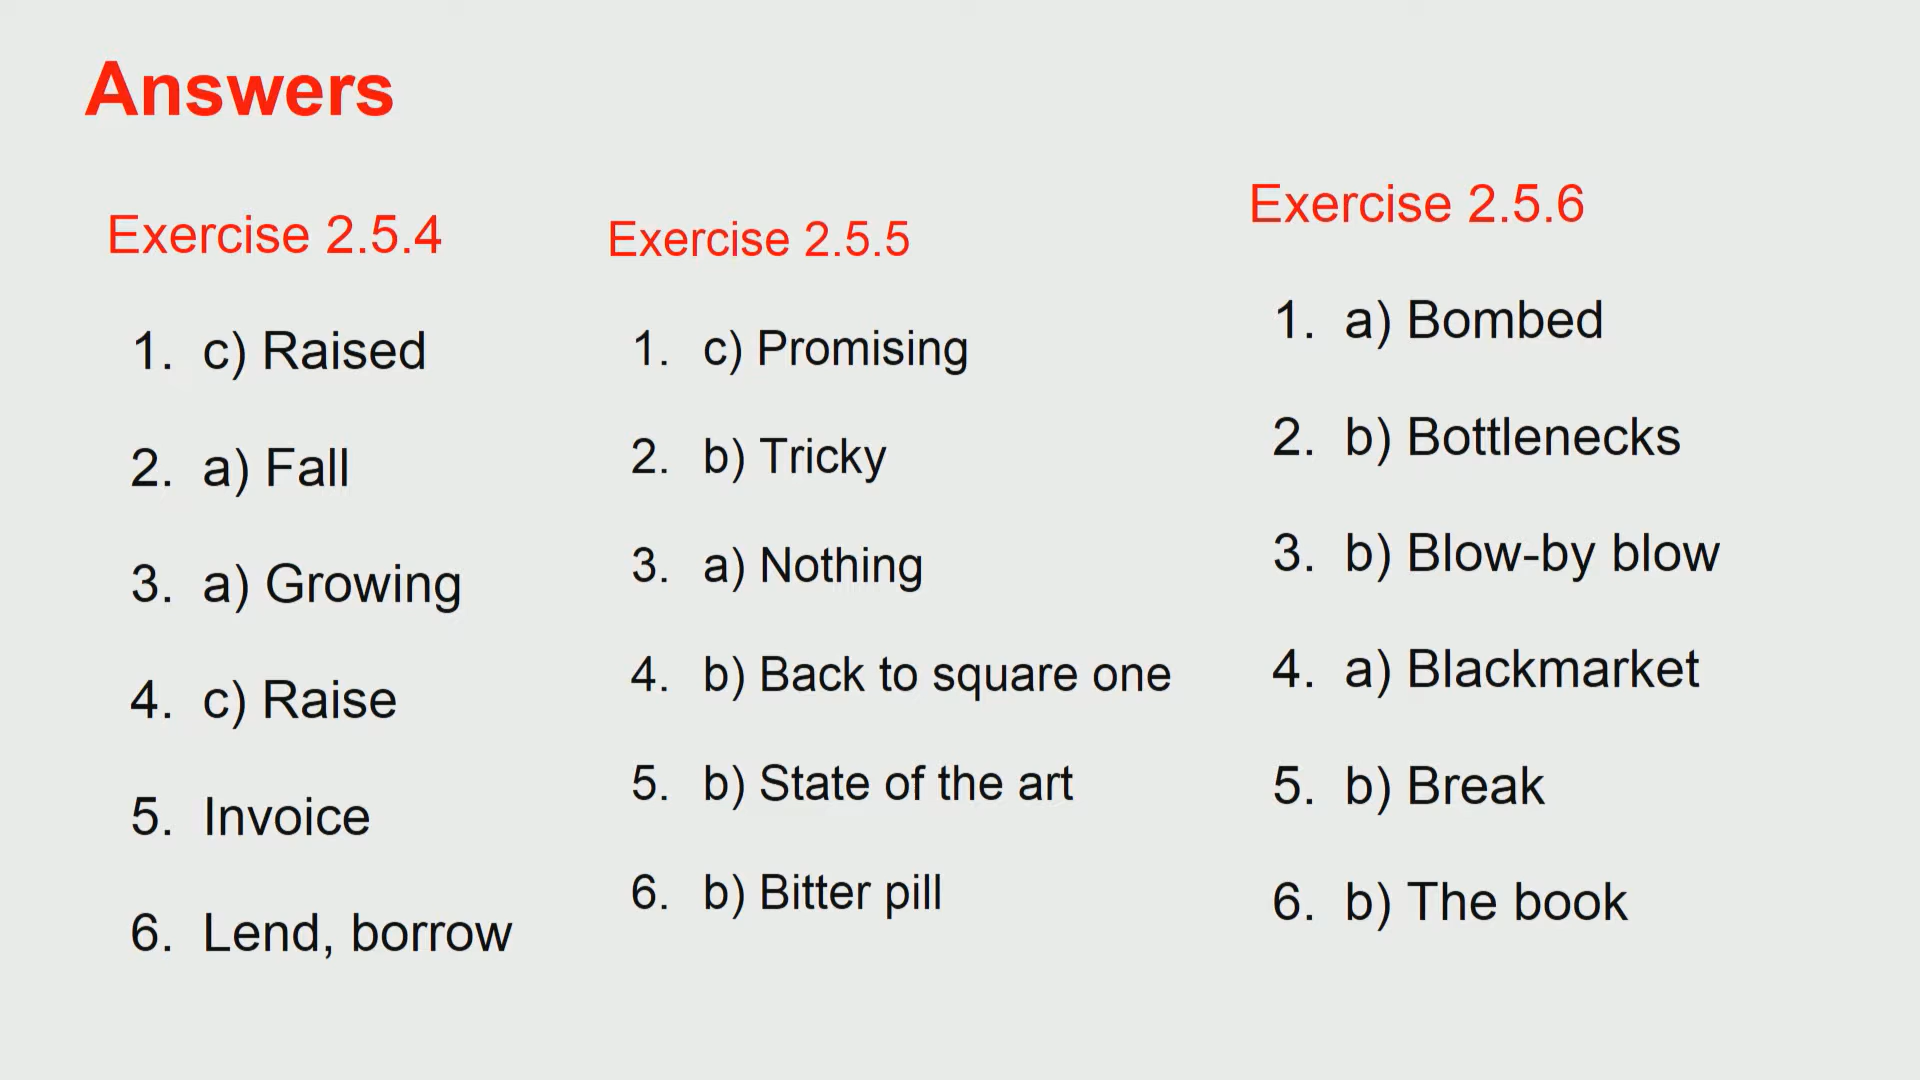 Answers
Exercise 2.5.4
1. c) Raised
2. a) Fall
3. a) Growing
4. c) Raise
5. Invoice
6. Lend, borrow
Exercise 2.5.5
1. c) Promising
2. b) Tricky
3. a) Nothing
4. b) Back to square one
5. b) State of the art
6. b) Bitter pill
Exercise 2.5.6
1. a) Bombed
2. b) Bottlenecks
3. b) Blow-by blow
4. a) Blackmarket
5. b) Break
6. b) The book